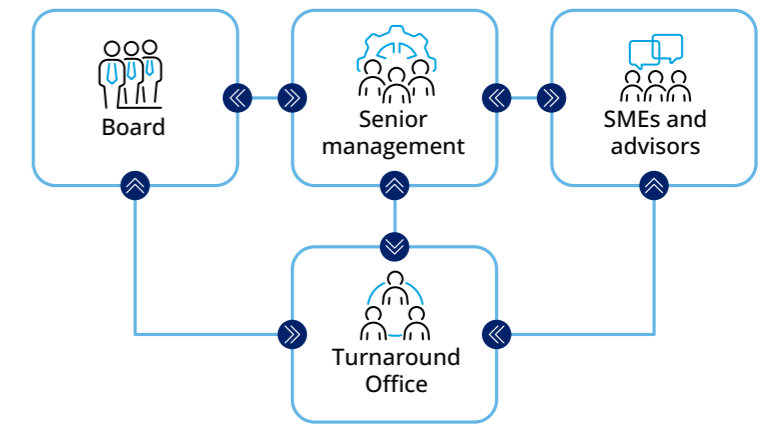 Board
Senior
management
SMEs and
advisors
Turnaround
Office